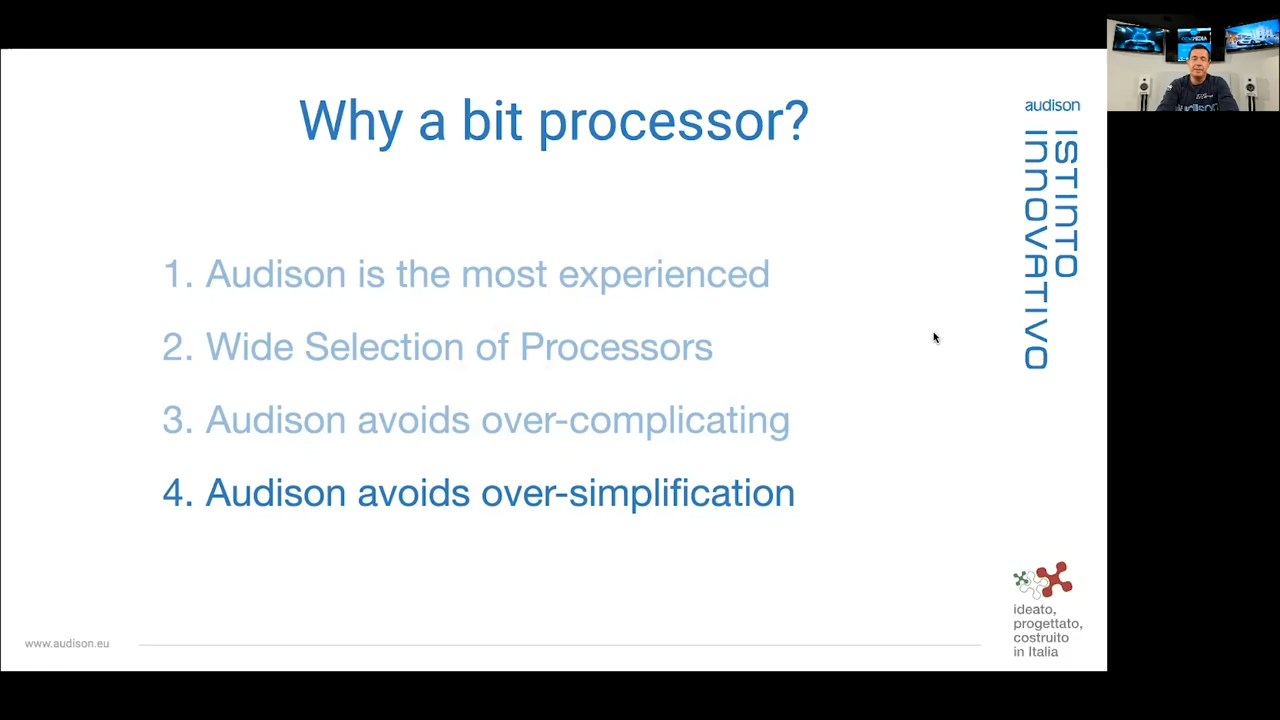 Why a bit processor?
1. Audison is the most experienced
2. Wide Selection of Processors
3. Audison avoids over-complicating
4. Audison avoids over-simplification
audison
ISTINTO
INNOVATIVO
ideato,
progettato,
costruito
in Italia
www.audison.eu